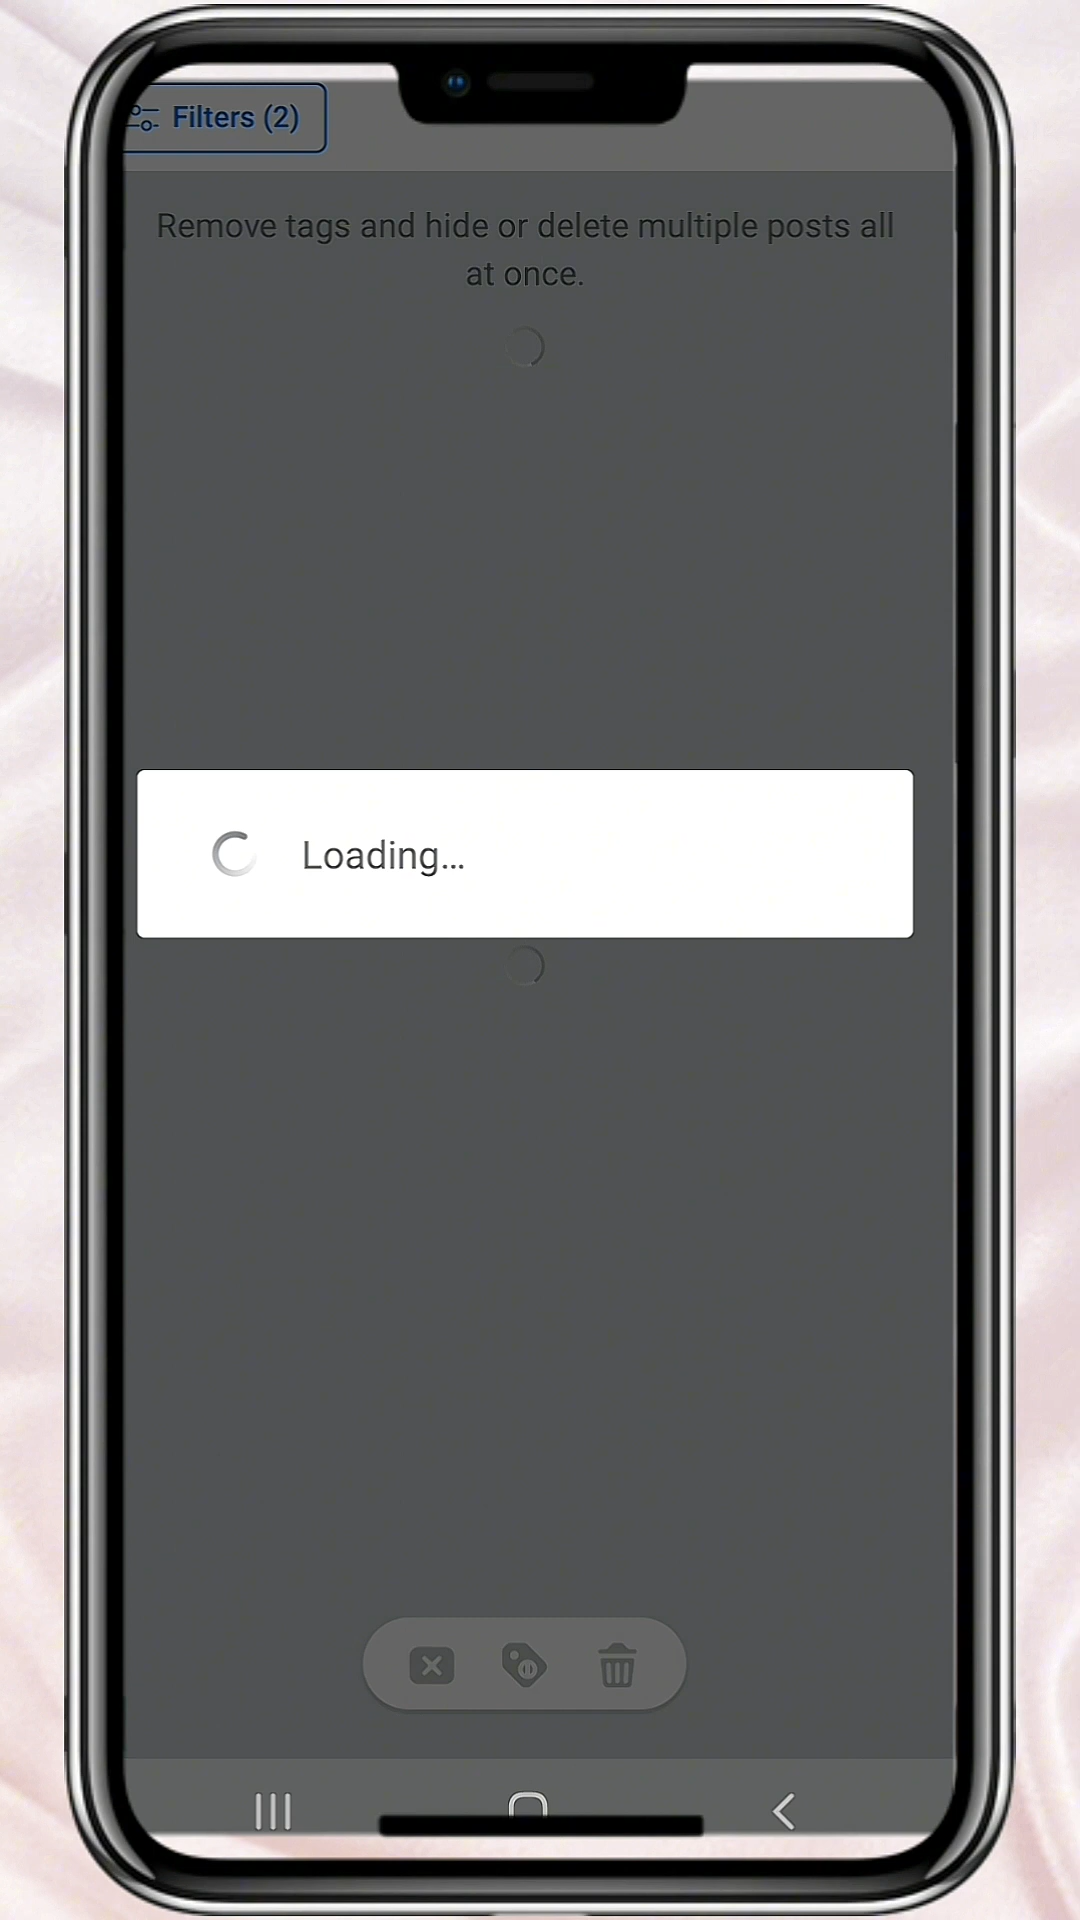 Filters (2)
Remove tags and hide or delete multiple posts all
at once.
Loading...